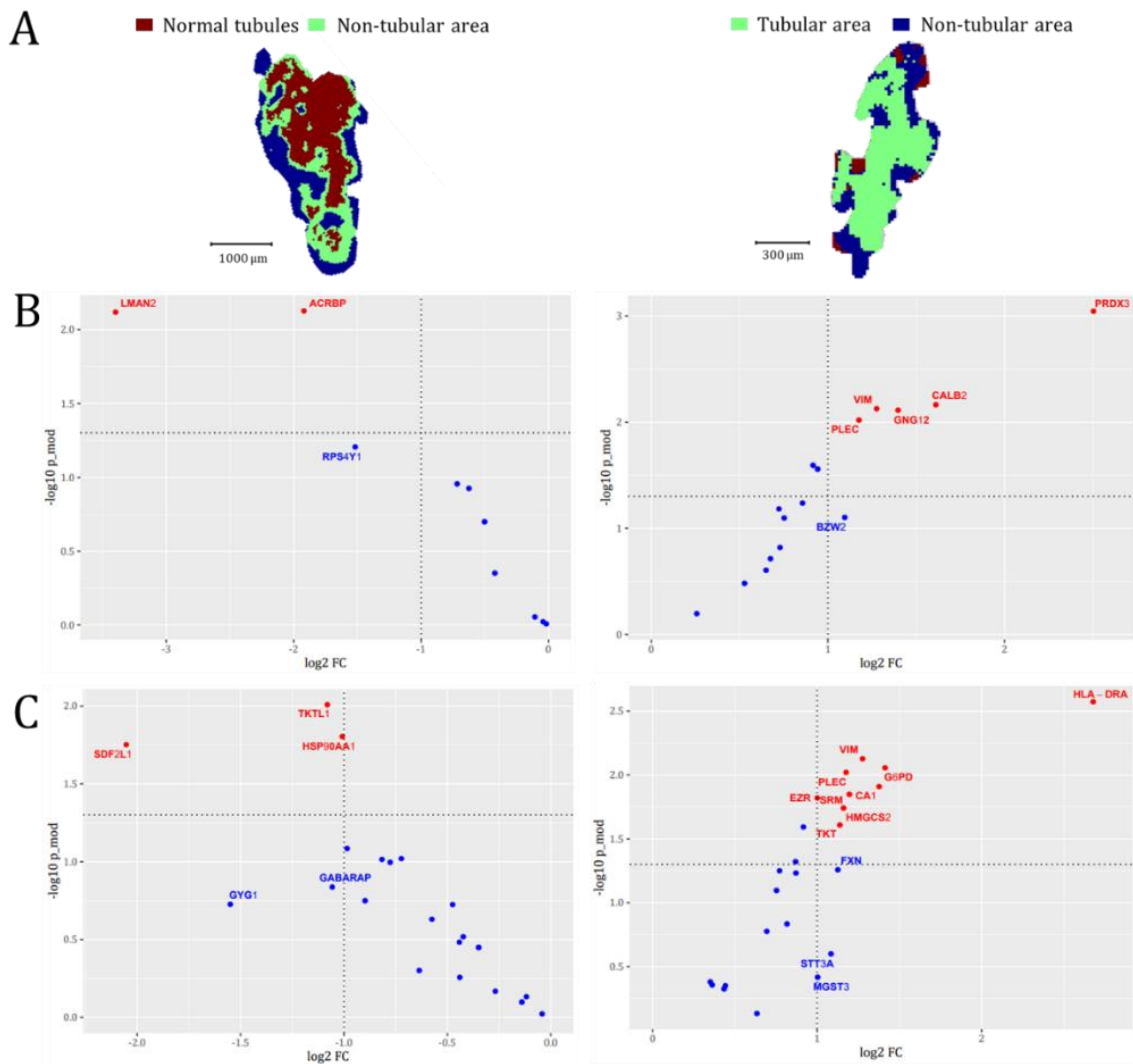 A
Normal tubules Non-tubular area
Tubular area Non-tubular area
1000 μm
300 μm
B
LMAN2 ACRBP
RPS4Y1
2.0
1.5
1.0
0.5
0.0
-3 -2 -1 0
log2 FC
-log10 p_mod
PRDX3
VIM CALB2
PLEC GNG12
BZW2
3
2
1
0
0 1 2
log2 FC
-log10 p_mod
C
TKTL1
SDF2L1 HSP90AA1
GABARAP
GYG1
2.0
1.5
1.0
0.5
0.0
-2.0 -1.5 -1.0 -0.5 0.0
log2 FC
-log10 p_mod
HLA – DRA
VIM
PLEC G6PD
EZR SRM CA1
HMGCS2
TKT
FXN
STT3A
MGST3
2.5
2.0
1.5
1.0
0.5
0 1 2
log2 FC
-log10 p_mod